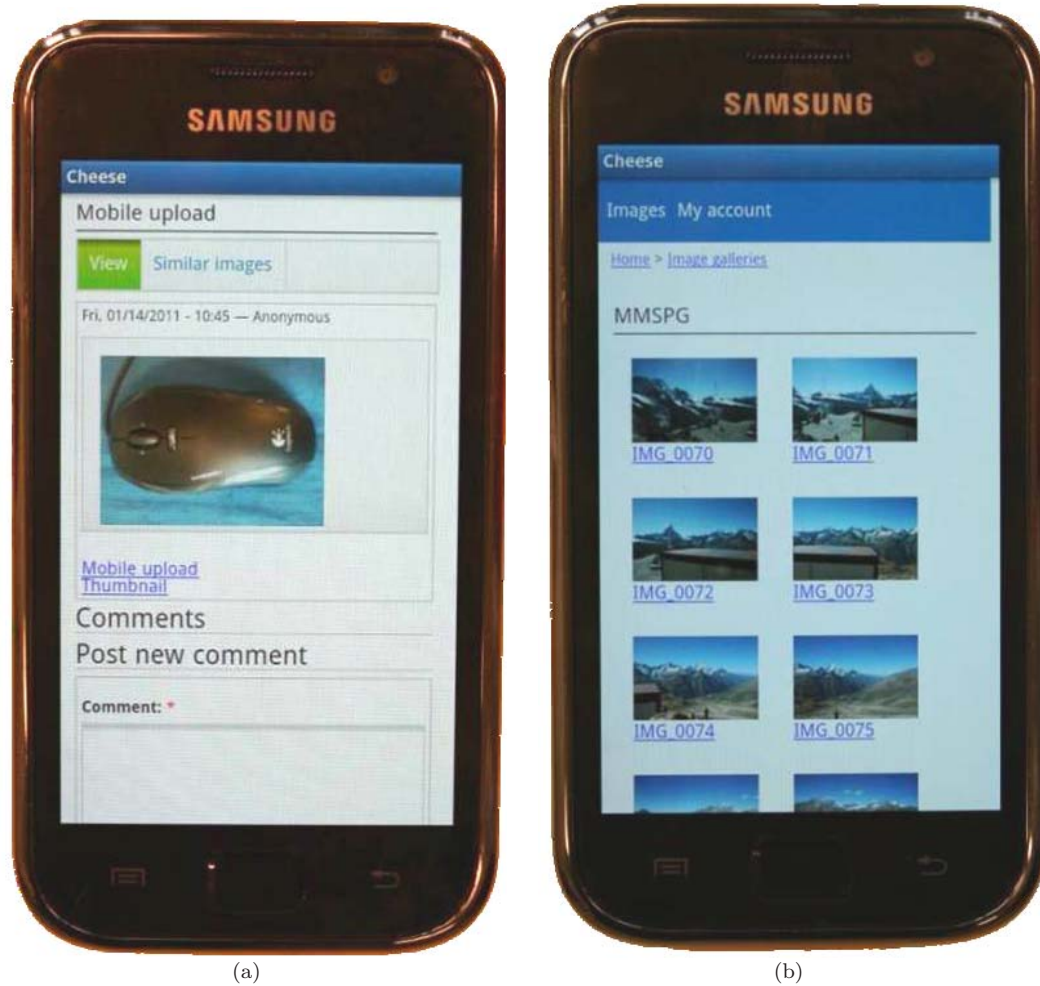 SAMSUNG
Cheese
Mobile upload
View Similar images
Fri, 01/14/2011 - 10:45 — Anonymous
Mobile upload
Thumbnail
Comments
Post new comment
Comment: *
(a)
SAMSUNG
Cheese
Images My account
Home > Image galleries
MMSPG
IMG_0070 IMG_0071
IMG_0072 IMG_0073
IMG_0074 IMG_0075
(b)